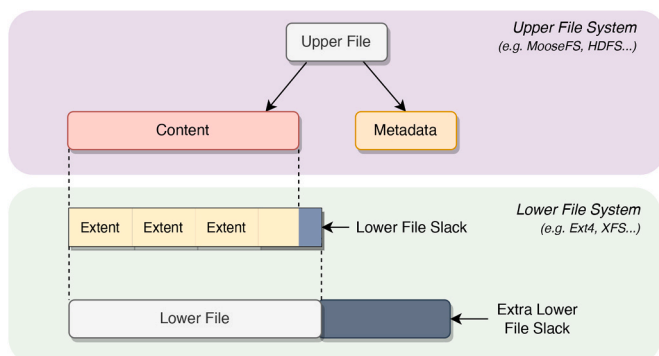 Upper File System
(e.g. MooseFS, HDFS...)
Upper File
Content
Metadata
Lower File System
(e.g. Ext4, XFS...)
Extent
Extent
Extent
Lower File Slack
Lower File
Extra Lower
File Slack